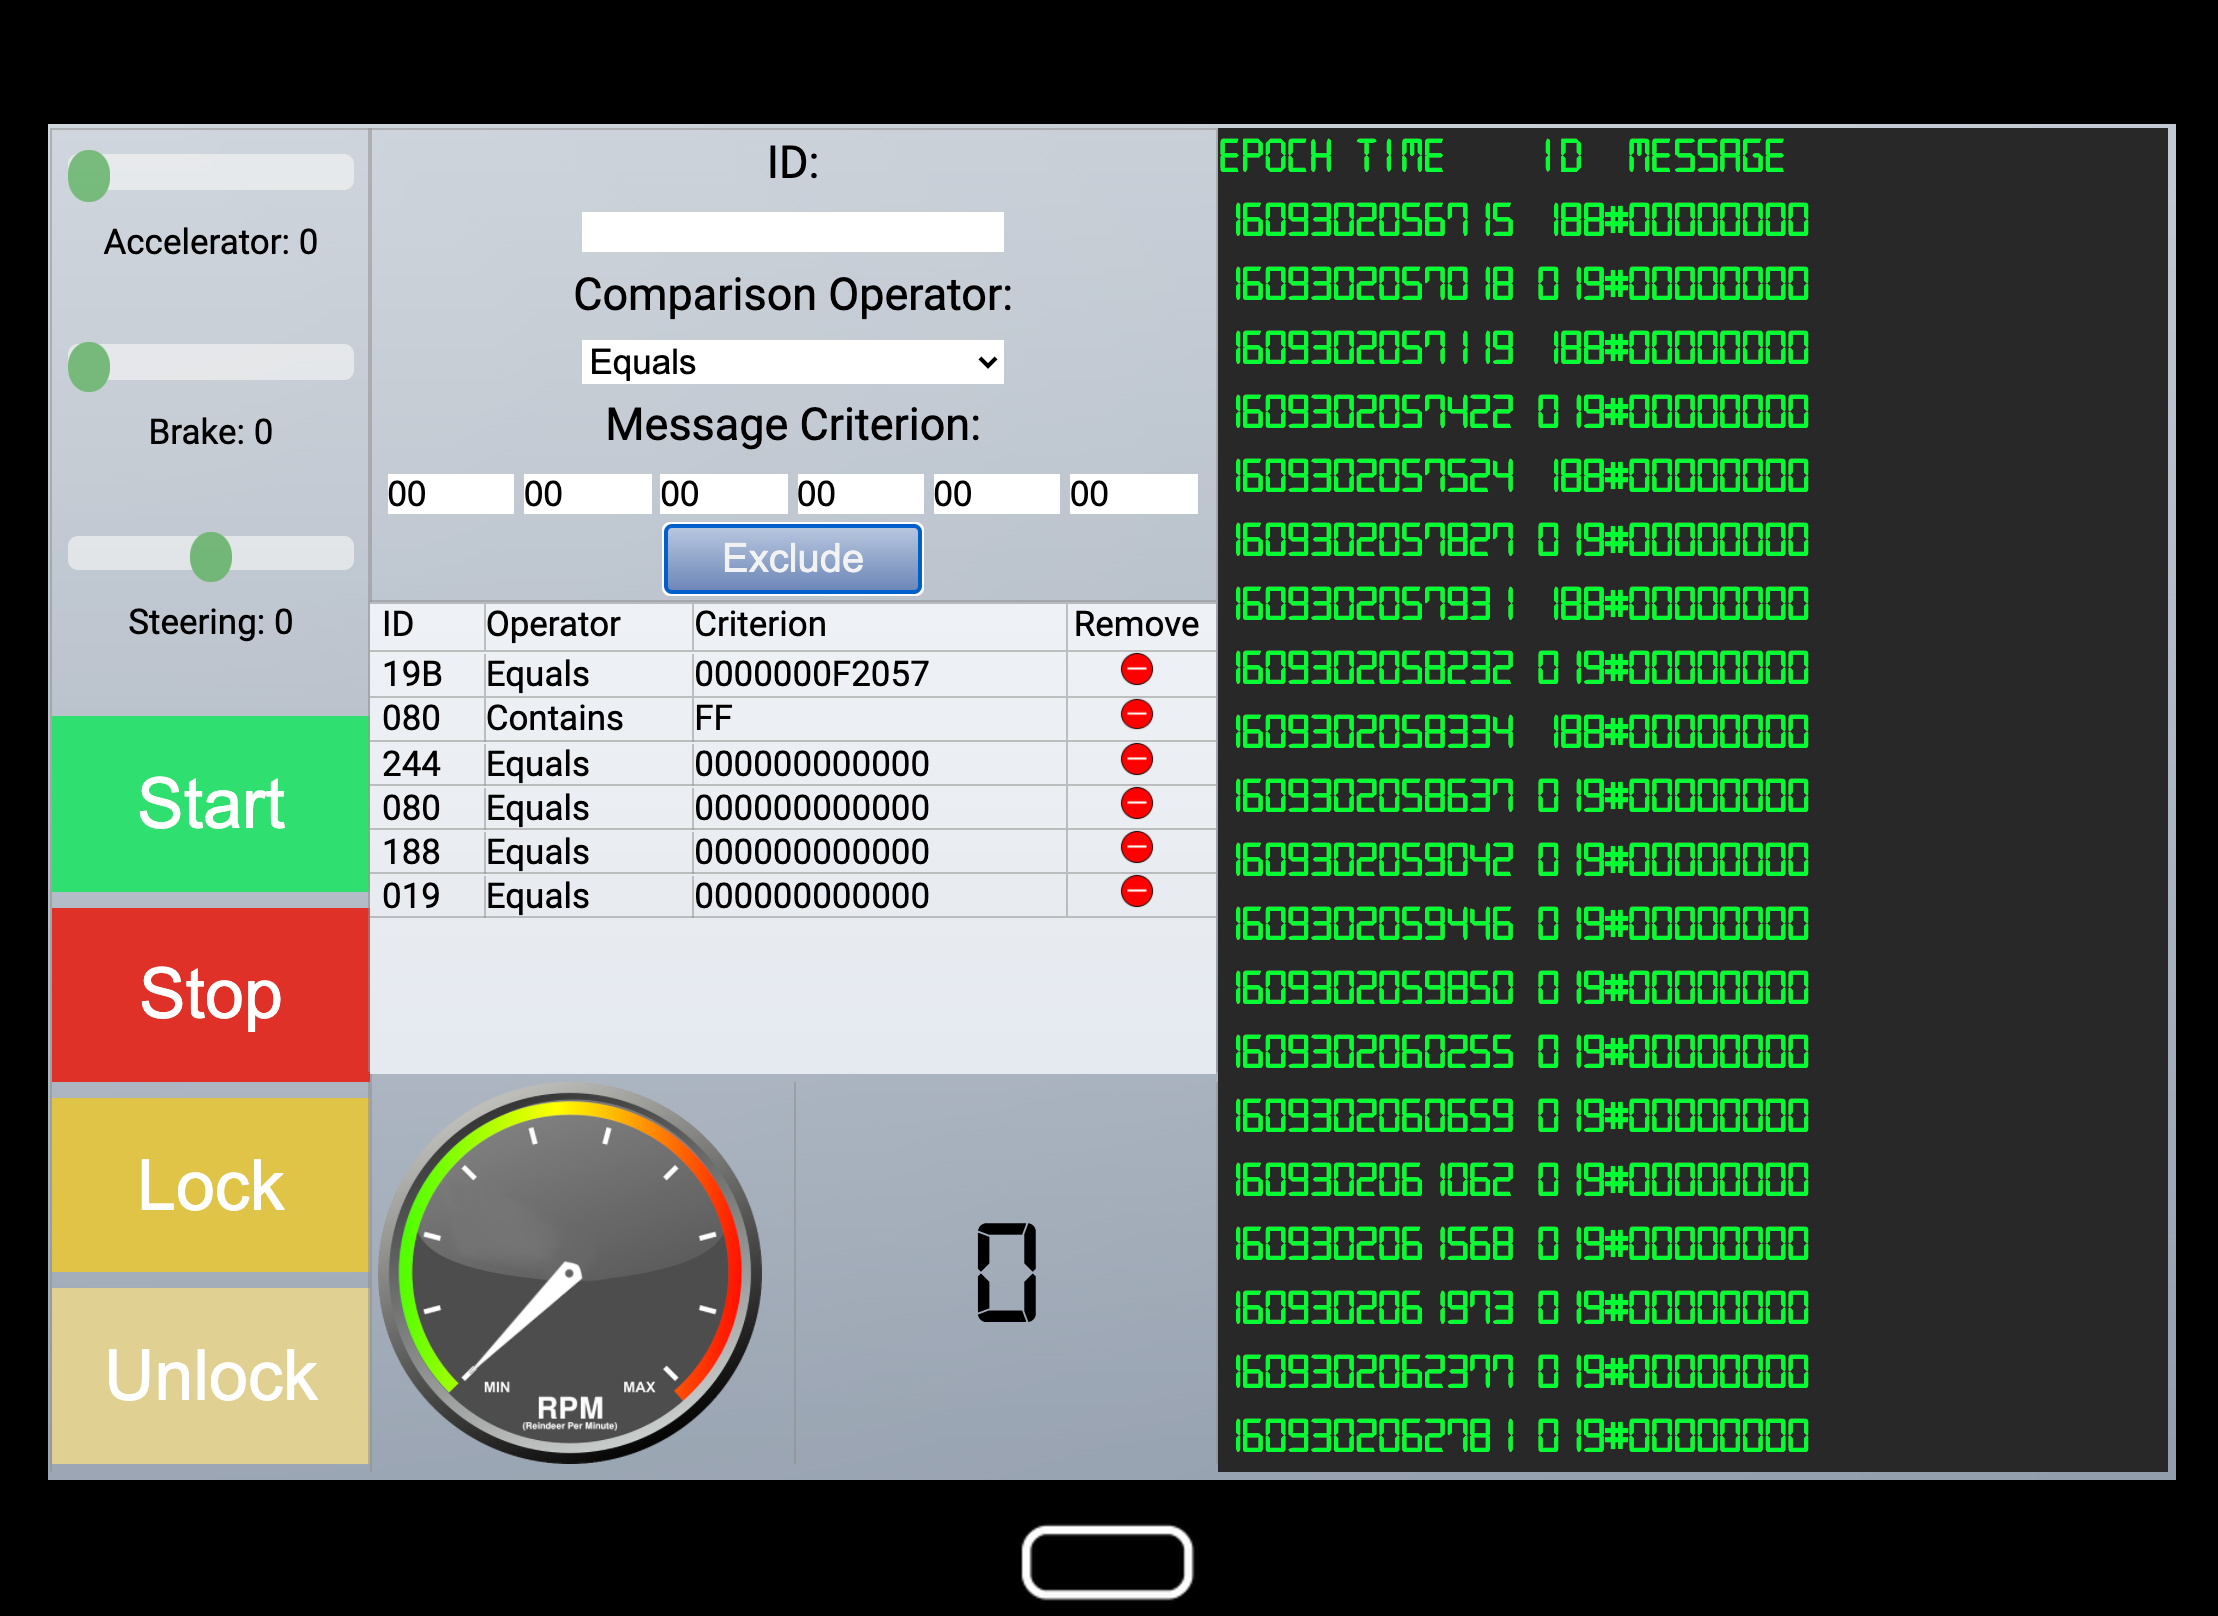 Accelerator: 0
Brake: 0
Steering: 0
Start
Stop
Lock
Unlock
ID:
Comparison Operator:
Equals
Message Criterion:
00 00 00 00 00 00
Exclude
ID Operator Criterion Remove
19B Equals 0000000F2057
080 Contains FF
244 Equals 000000000000
080 Equals 000000000000
188 Equals 000000000000
019 Equals 000000000000
MIN MAX
RPM
(Reindeer Per Minute)
0
EPOCH TIME ID MESSAGE
1609302056715 188#00000000
1609302057018 019#00000000
1609302057119 188#00000000
1609302057422 019#00000000
1609302057524 188#00000000
1609302057827 019#00000000
1609302057931 188#00000000
1609302058232 019#00000000
1609302058334 188#00000000
1609302058637 019#00000000
1609302059042 019#00000000
1609302059446 019#00000000
1609302059850 019#00000000
1609302060255 019#00000000
1609302060659 019#00000000
1609302061062 019#00000000
1609302061568 019#00000000
1609302061973 019#00000000
1609302062377 019#00000000
1609302062781 019#00000000